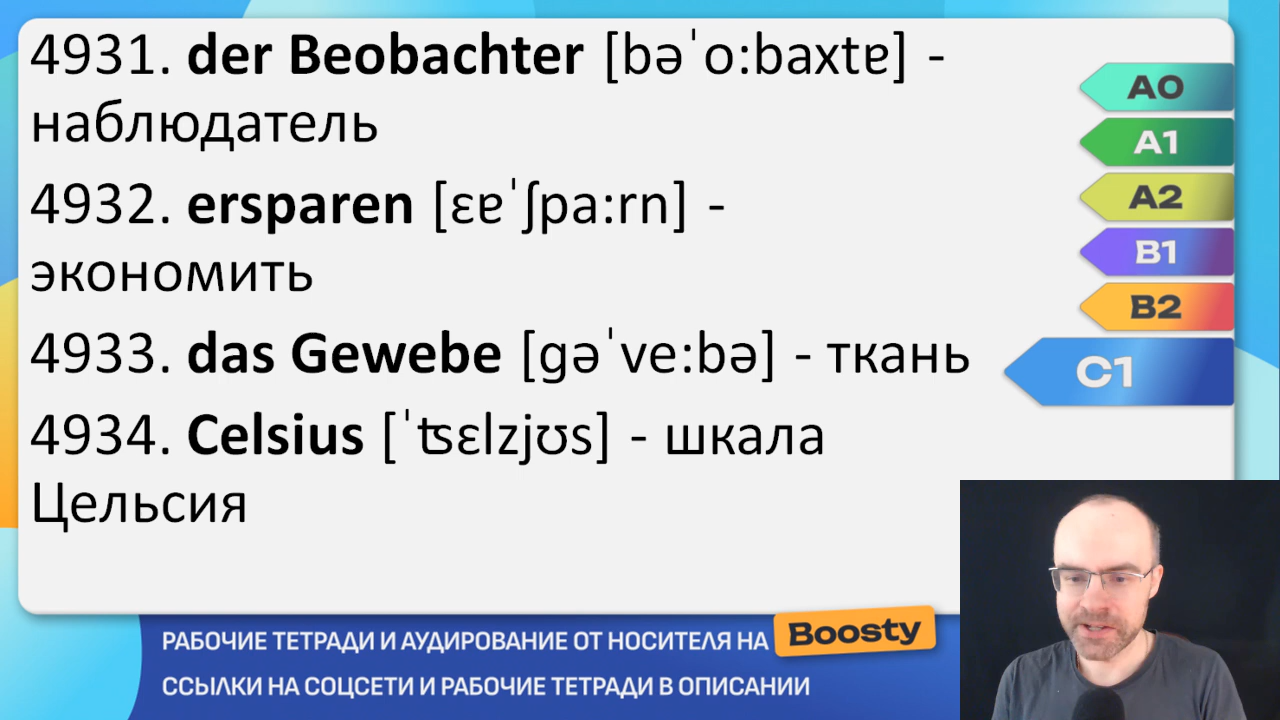 4931. der Beobachter [bəˈo:baxtɐ] -
наблюдатель
4932. ersparen [ɛɐˈʃpa:rn] -
экономить
4933. das Gewebe [gəˈve:bə] - ткань
4934. Celsius [ˈʦɛlzjʊs] - шкала
Цельсия
A0
A1
A2
B1
B2
C1
РАБОЧИЕ ТЕТРАДИ И АУДИРОВАНИЕ ОТ НОСИТЕЛЯ НА Boosty
ССЫЛКИ НА СОЦСЕТИ И РАБОЧИЕ ТЕТРАДИ В ОПИСАНИИ